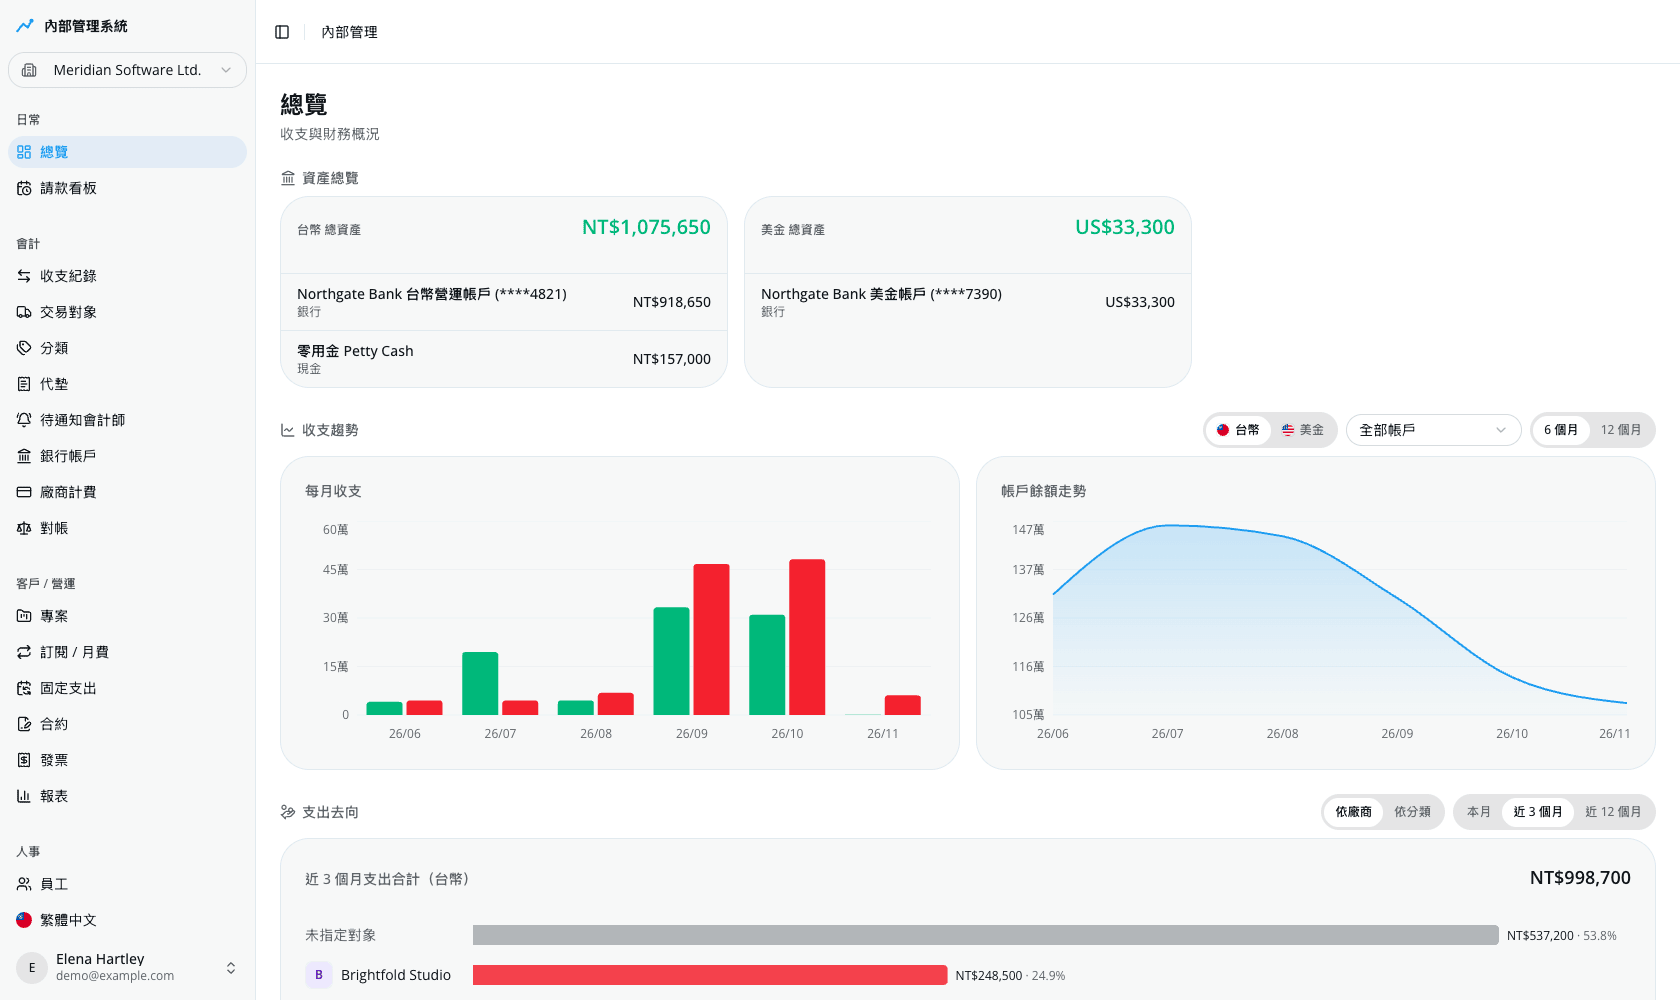 內部管理系統
Meridian Software Ltd.
日常
總覽
請款看板
會計
收支紀錄
交易對象
分類
代墊
待通知會計師
銀行帳戶
廠商計費
對帳
客戶 / 營運
專案
訂閱 / 月費
固定支出
合約
發票
報表
人事
員工
繁體中文
E
Elena Hartley
demo@example.com
內部管理
總覽
收支與財務概況
資產總覽
台幣 總資產
NT$1,075,650
Northgate Bank 台幣營運帳戶 (****4821)
銀行
NT$918,650
零用金 Petty Cash
現金
NT$157,000
美金 總資產
US$33,300
Northgate Bank 美金帳戶 (****7390)
銀行
US$33,300
收支趨勢
台幣
美金
全部帳戶
6 個月
12 個月
每月收支
60萬
45萬
30萬
15萬
0
26/06
26/07
26/08
26/09
26/10
26/11
帳戶餘額走勢
147萬
137萬
126萬
116萬
105萬
26/06
26/07
26/08
26/09
26/10
26/11
支出去向
依廠商
依分類
本月
近 3 個月
近 12 個月
近 3 個月支出合計（台幣）
NT$998,700
未指定對象
NT$537,200 · 53.8%
B
Brightfold Studio
NT$248,500 · 24.9%